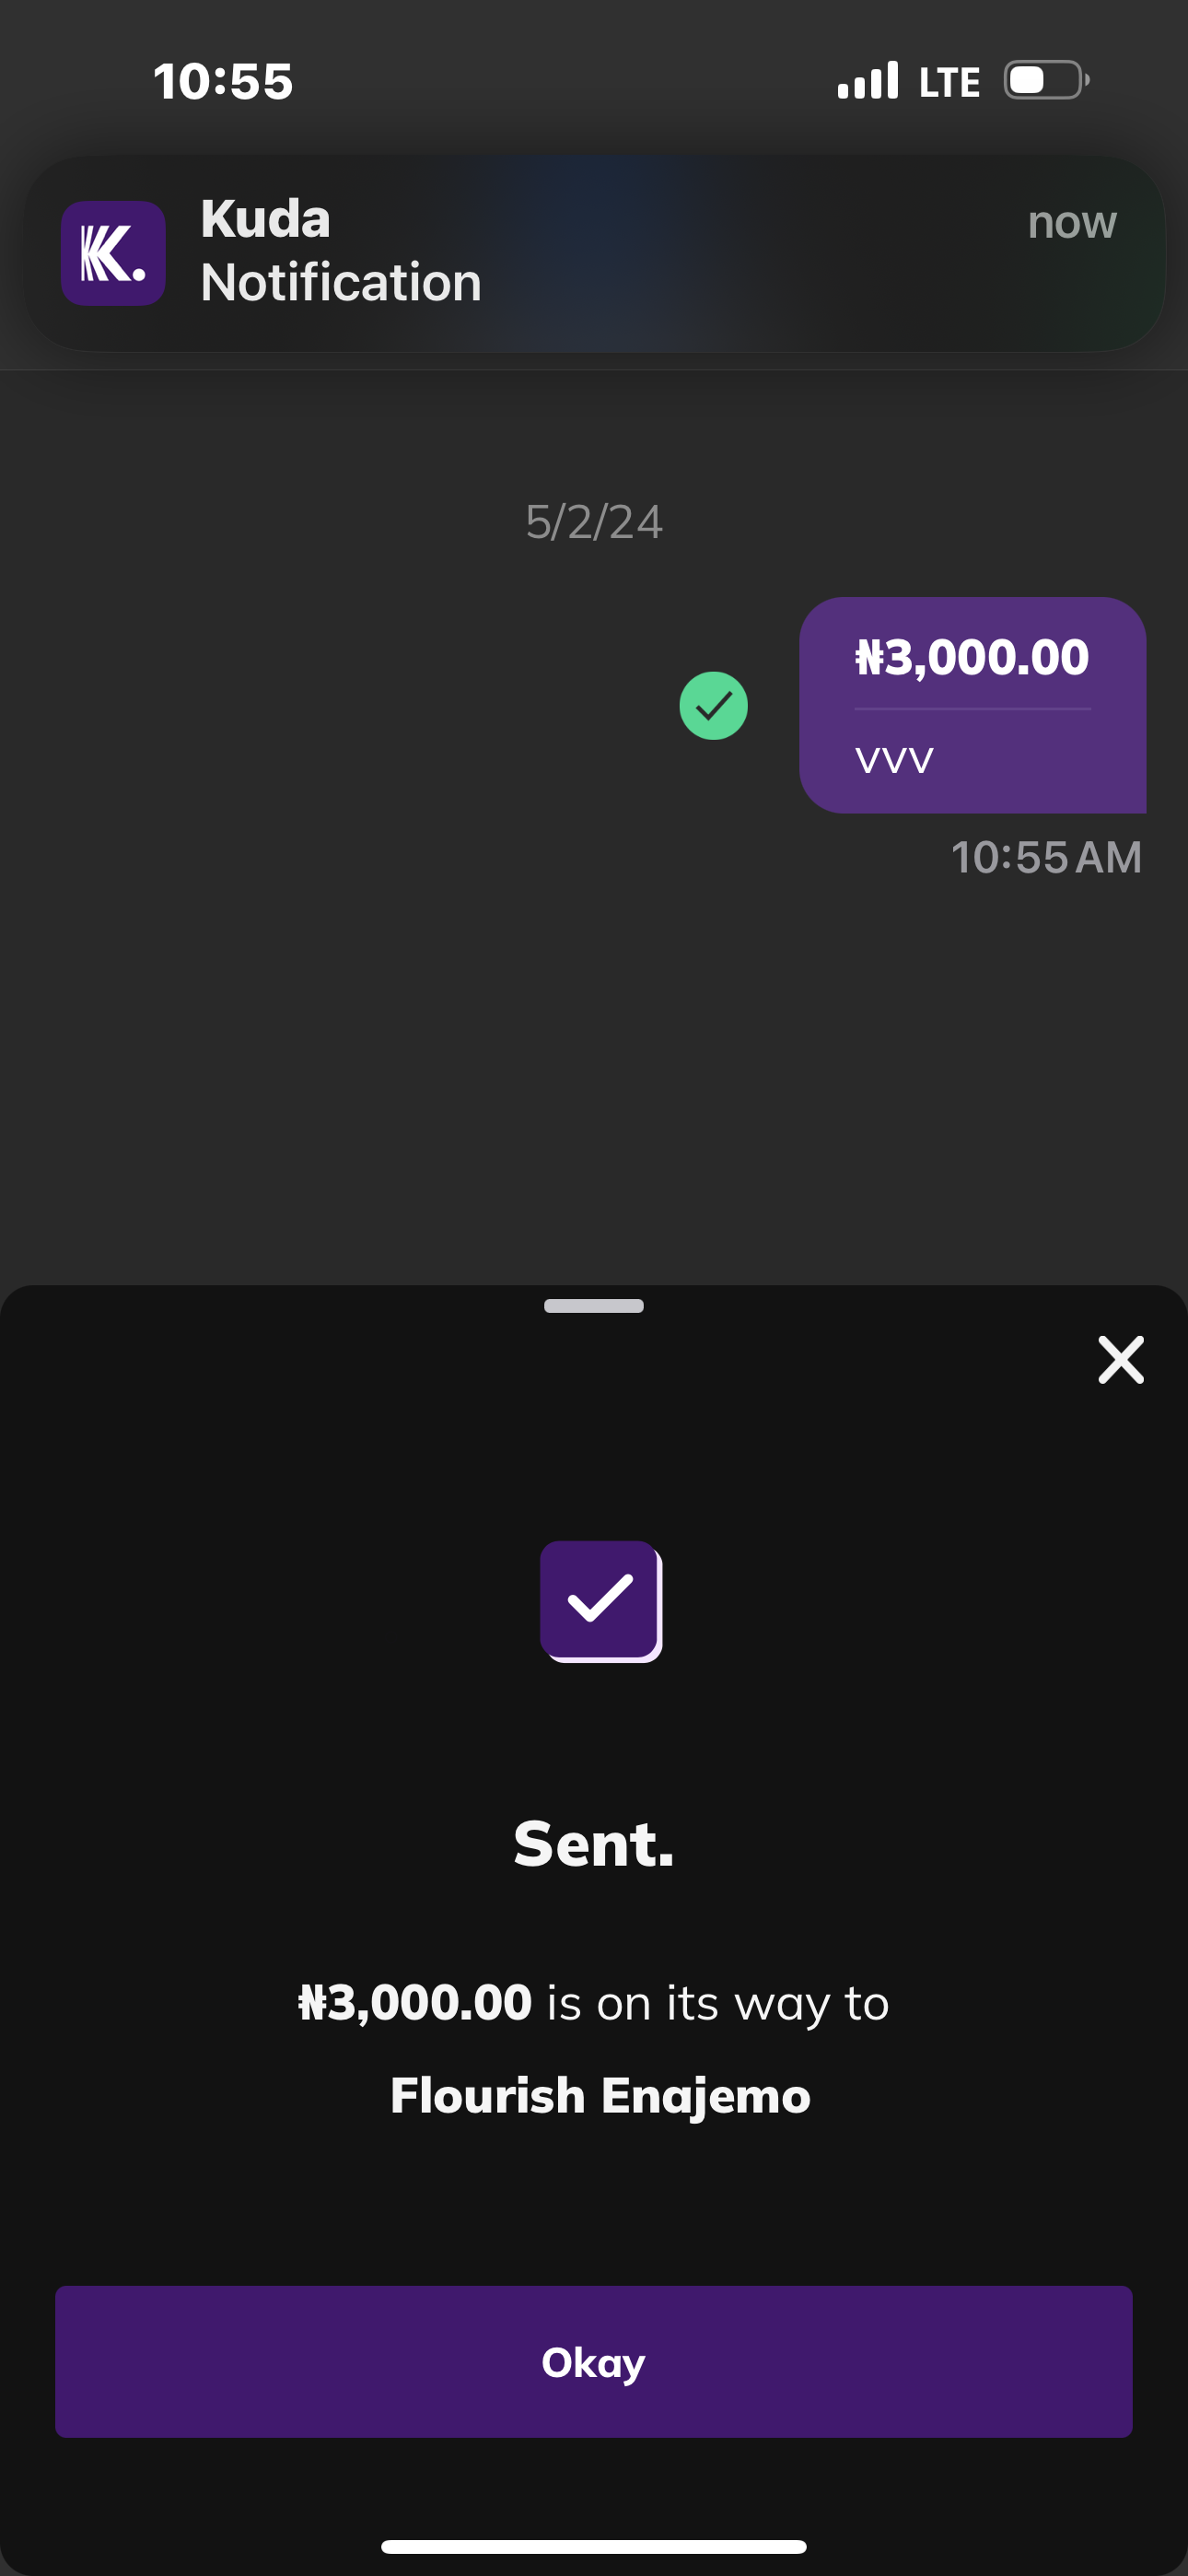 10:55
LTE
K.
Kuda
now
Notification
5/2/24
₦3,000.00
vvv
10:55 AM
Sent.
₦3,000.00 is on its way to
Flourish Enajemo
Okay